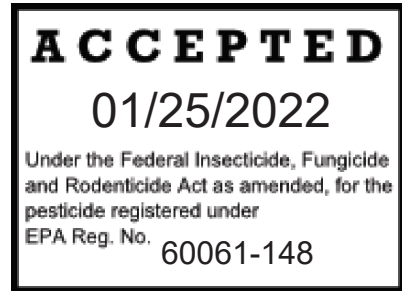 ACCEPTED
01/25/2022
Under the Federal Insecticide, Fungicide
and Rodenticide Act as amended, for the
pesticide registered under
EPA Reg. No. 60061-148